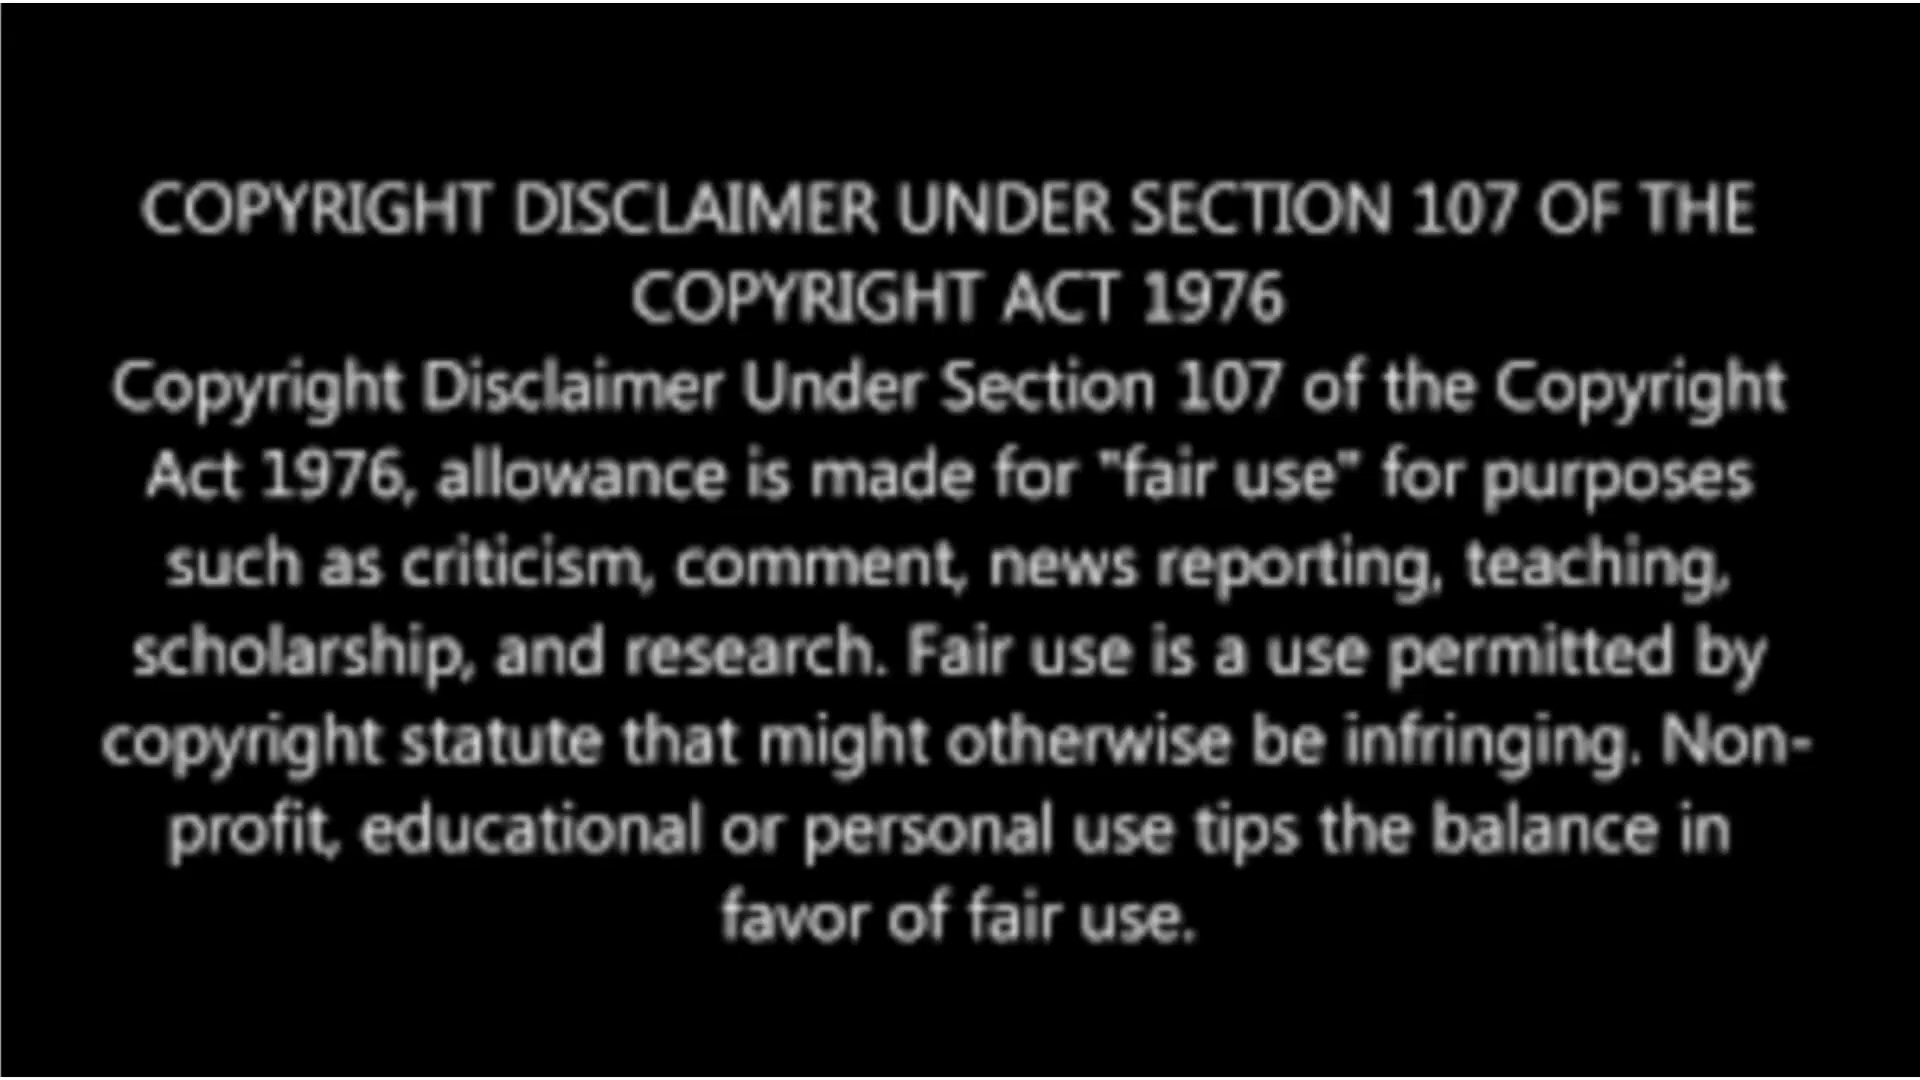 COPYRIGHT DISCLAIMER UNDER SECTION 107 OF THE
COPYRIGHT ACT 1976
Copyright Disclaimer Under Section 107 of the Copyright
Act 1976, allowance is made for "fair use" for purposes
such as criticism, comment, news reporting, teaching,
scholarship, and research. Fair use is a use permitted by
copyright statute that might otherwise be infringing. Non-
profit, educational or personal use tips the balance in
favor of fair use.